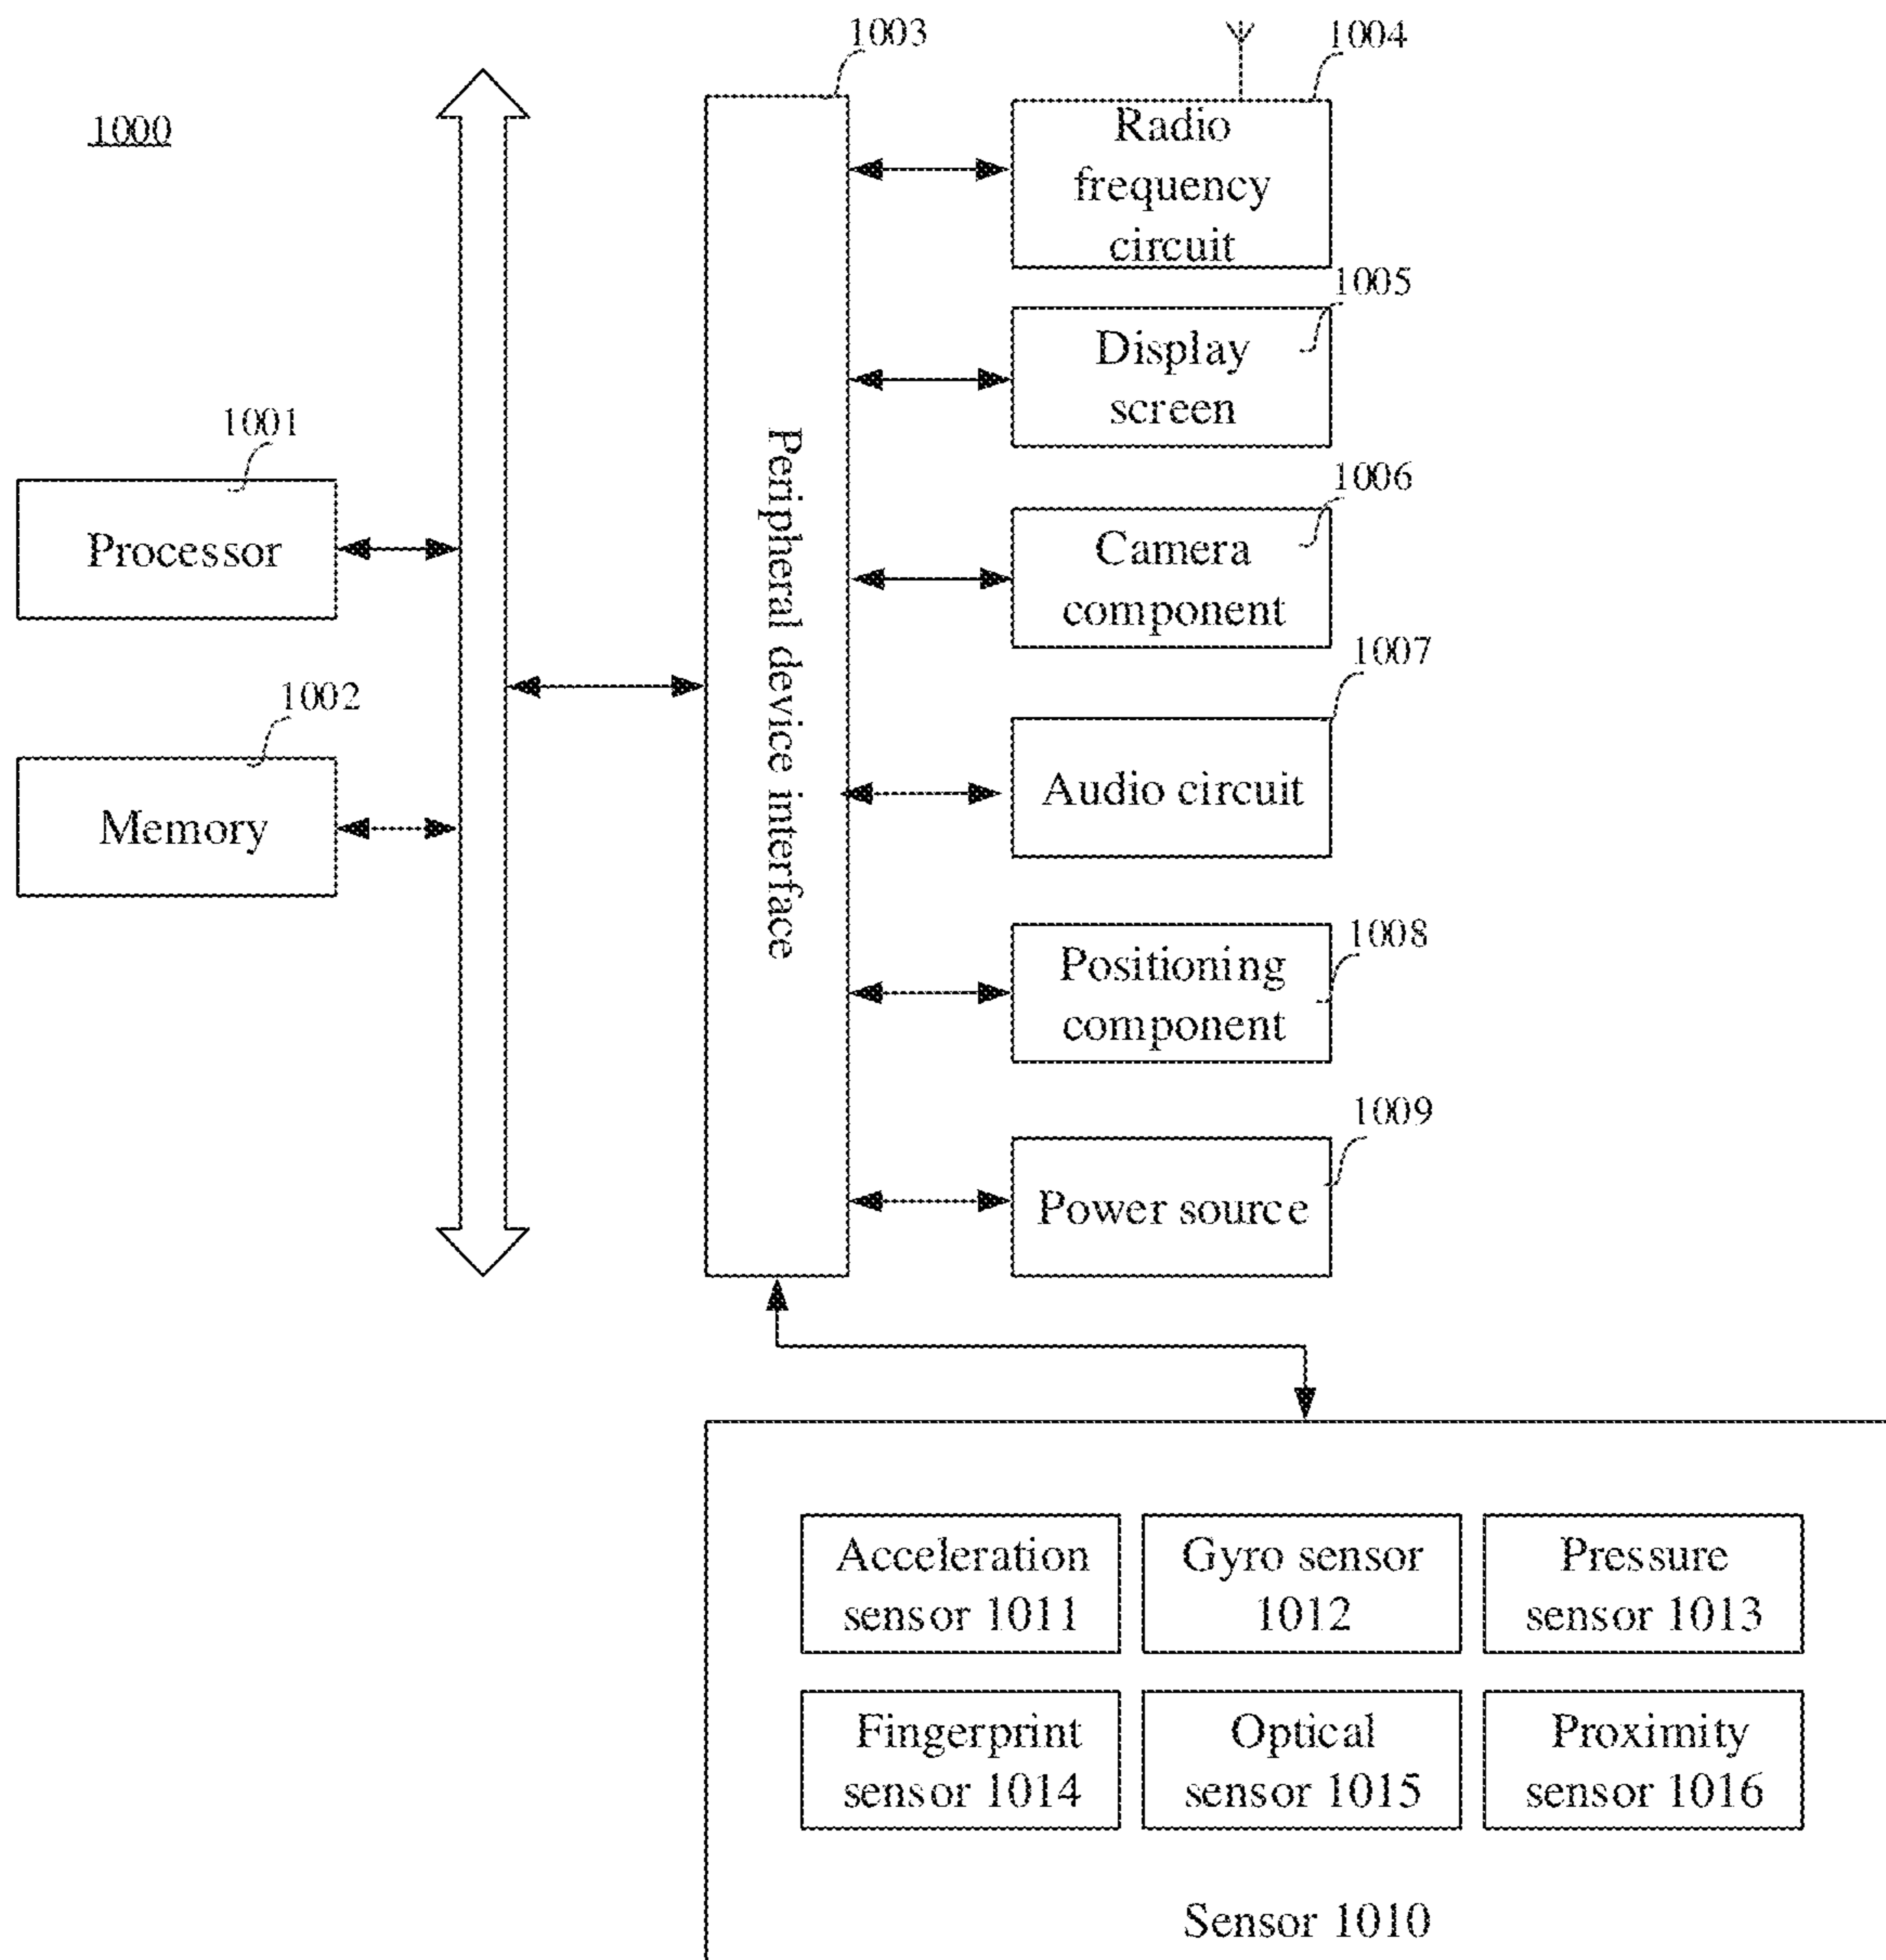 1000
1001
Processor
1002
Memory
1003
Peripheral device interface
1004
Radio
frequency
circuit
1005
Display
screen
1006
Camera
component
1007
Audio circuit
1008
Positioning
component
1009
Power source
Acceleration
sensor 1011
Gyro sensor
1012
Pressure
sensor 1013
Fingerprint
sensor 1014
Optical
sensor 1015
Proximity
sensor 1016
Sensor 1010